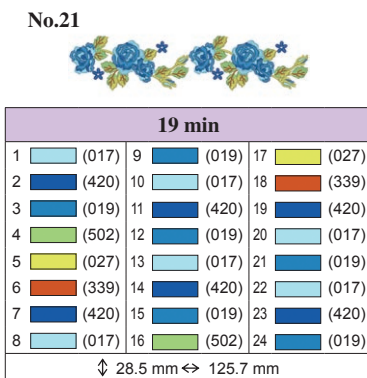 No.21
19 min
1 (017) 9 (019) 17 (027)
2 (420) 10 (017) 18 (339)
3 (019) 11 (420) 19 (420)
4 (502) 12 (019) 20 (017)
5 (027) 13 (017) 21 (019)
6 (339) 14 (420) 22 (017)
7 (420) 15 (019) 23 (420)
8 (017) 16 (502) 24 (019)
↕ 28.5 mm ↔ 125.7 mm